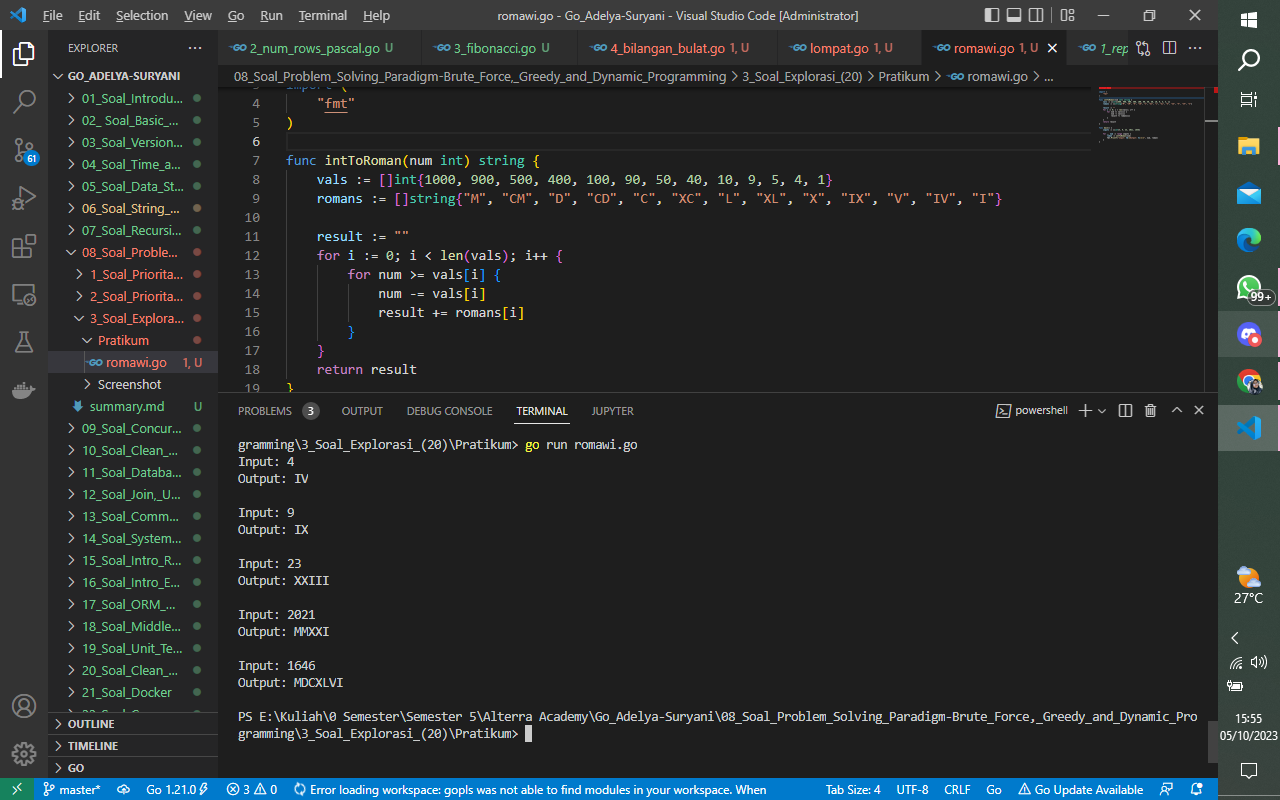 File Edit Selection View Go Run Terminal Help
romawi.go - Go_Adelya-Suryani - Visual Studio Code [Administrator]
EXPLORER
2_num_rows_pascal.go U
3_fibonacci.go U
4_bilangan_bulat.go 1, U
lompat.go 1, U
romawi.go 1, U
1_rep
GO_ADELYA-SURYANI
08_Soal_Problem_Solving_Paradigm-Brute_Force,_Greedy_and_Dynamic_Programming > 3_Soal_Explorasi_(20) > Pratikum > romawi.go > ...
01_Soal_Introdu...
02_ Soal_Basic_...
03_Soal_Version...
04_Soal_Time_a...
05_Soal_Data_St...
06_Soal_String_...
07_Soal_Recursi...
08_Soal_Proble...
1_Soal_Priorita...
2_Soal_Priorita...
3_Soal_Explora...
Pratikum
romawi.go 1, U
Screenshot
summary.md U
09_Soal_Concur...
10_Soal_Clean_...
11_Soal_Databa...
12_Soal_Join,_U...
13_Soal_Comm...
14_Soal_System...
15_Soal_Intro_R...
16_Soal_Intro_E...
17_Soal_ORM_...
18_Soal_Middle...
19_Soal_Unit_Te...
20_Soal_Clean_...
21_Soal_Docker
OUTLINE
TIMELINE
GO
61
3 import (
4 "fmt"
5 )
6
7 func intToRoman(num int) string {
8 vals := []int{1000, 900, 500, 400, 100, 90, 50, 40, 10, 9, 5, 4, 1}
9 romans := []string{"M", "CM", "D", "CD", "C", "XC", "L", "XL", "X", "IX", "V", "IV", "I"}
10
11 result := ""
12 for i := 0; i < len(vals); i++ {
13 for num >= vals[i] {
14 num -= vals[i]
15 result += romans[i]
16 }
17 }
18 return result
19 }
PROBLEMS 3 OUTPUT DEBUG CONSOLE TERMINAL JUPYTER
powershell
gramming\3_Soal_Explorasi_(20)\Pratikum> go run romawi.go
Input: 4
Output: IV
Input: 9
Output: IX
Input: 23
Output: XXIII
Input: 2021
Output: MMXXI
Input: 1646
Output: MDCXLVI
PS E:\Kuliah\0 Semester\Semester 5\Alterra Academy\Go_Adelya-Suryani\08_Soal_Problem_Solving_Paradigm-Brute_Force,_Greedy_and_Dynamic_Pro
gramming\3_Soal_Explorasi_(20)\Pratikum>
master* Go 1.21.0 3 0 Error loading workspace: gopls was not able to find modules in your workspace. When
Tab Size: 4 UTF-8 CRLF Go Go Update Available
99+
27°C
15:55
05/10/2023